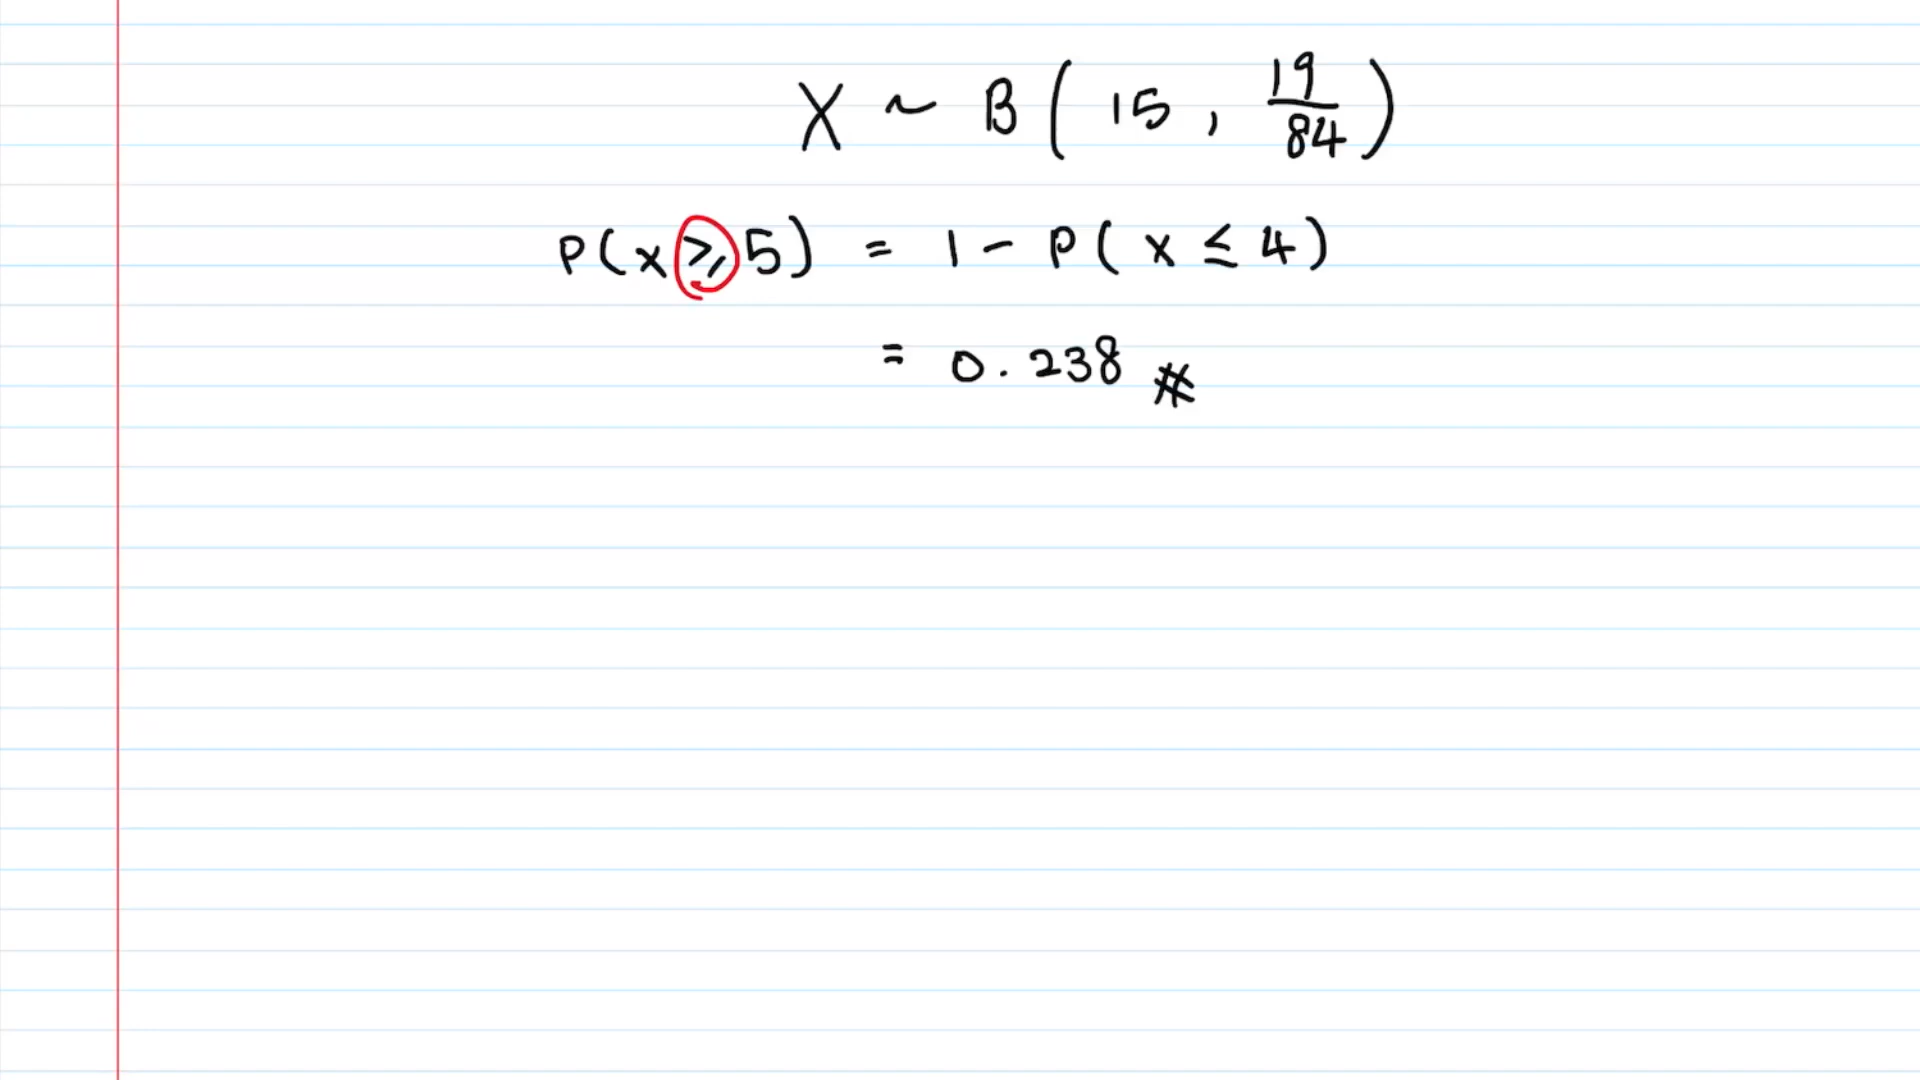 X ~ B ( 15 , 19/84 )
P( x ⩾ 5 ) = 1 - P( x ≤ 4 )
= 0.238 #